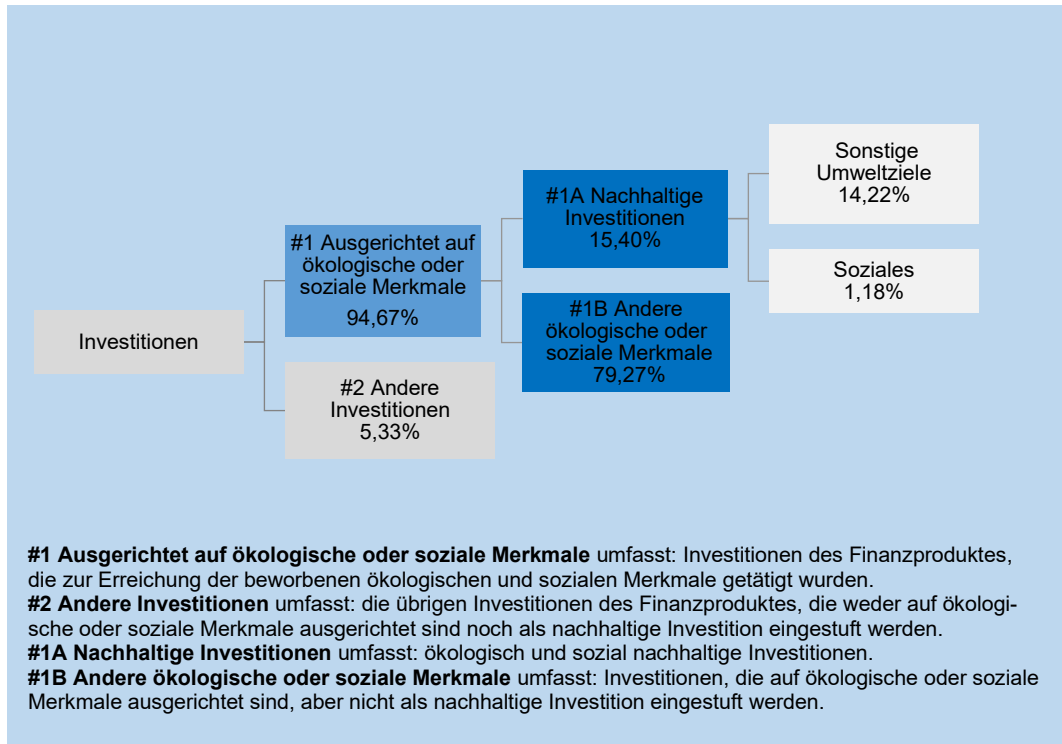 Investitionen
#1 Ausgerichtet auf
ökologische oder
soziale Merkmale
94,67%
#2 Andere
Investitionen
5,33%
#1A Nachhaltige
Investitionen
15,40%
#1B Andere
ökologische oder
soziale Merkmale
79,27%
Sonstige
Umweltziele
14,22%
Soziales
1,18%
#1 Ausgerichtet auf ökologische oder soziale Merkmale umfasst: Investitionen des Finanzproduktes,
die zur Erreichung der beworbenen ökologischen und sozialen Merkmale getätigt wurden.
#2 Andere Investitionen umfasst: die übrigen Investitionen des Finanzproduktes, die weder auf ökologi-
sche oder soziale Merkmale ausgerichtet sind noch als nachhaltige Investition eingestuft werden.
#1A Nachhaltige Investitionen umfasst: ökologisch und sozial nachhaltige Investitionen.
#1B Andere ökologische oder soziale Merkmale umfasst: Investitionen, die auf ökologische oder soziale
Merkmale ausgerichtet sind, aber nicht als nachhaltige Investition eingestuft werden.